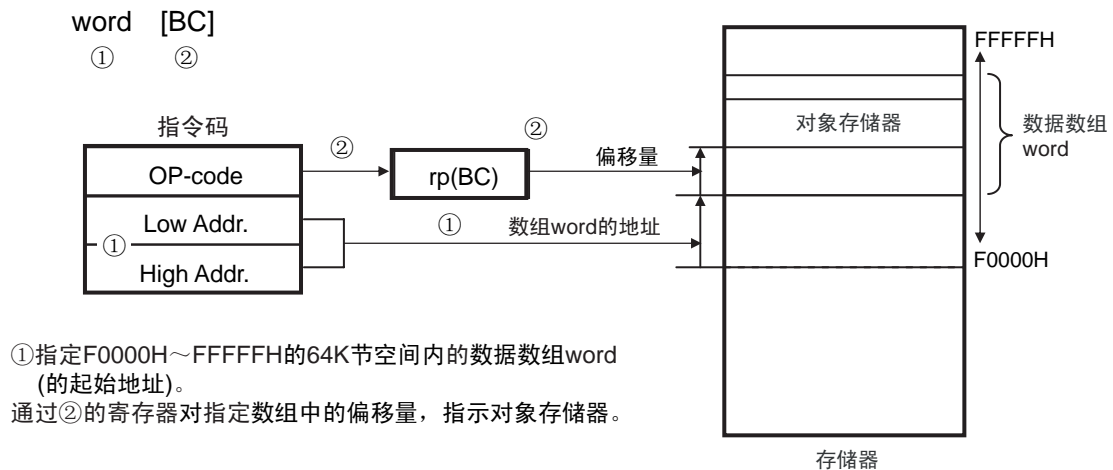 word [BC]
① ②
FFFFFH
指令码
②
②
对象存储器
数据数组
word
OP-code
rp(BC)
偏移量
Low Addr.
①
数组word的地址
①
High Addr.
F0000H
①指定F0000H～FFFFFH的64K节空间内的数据数组word
(的起始地址)。
通过②的寄存器对指定数组中的偏移量，指示对象存储器。
存储器